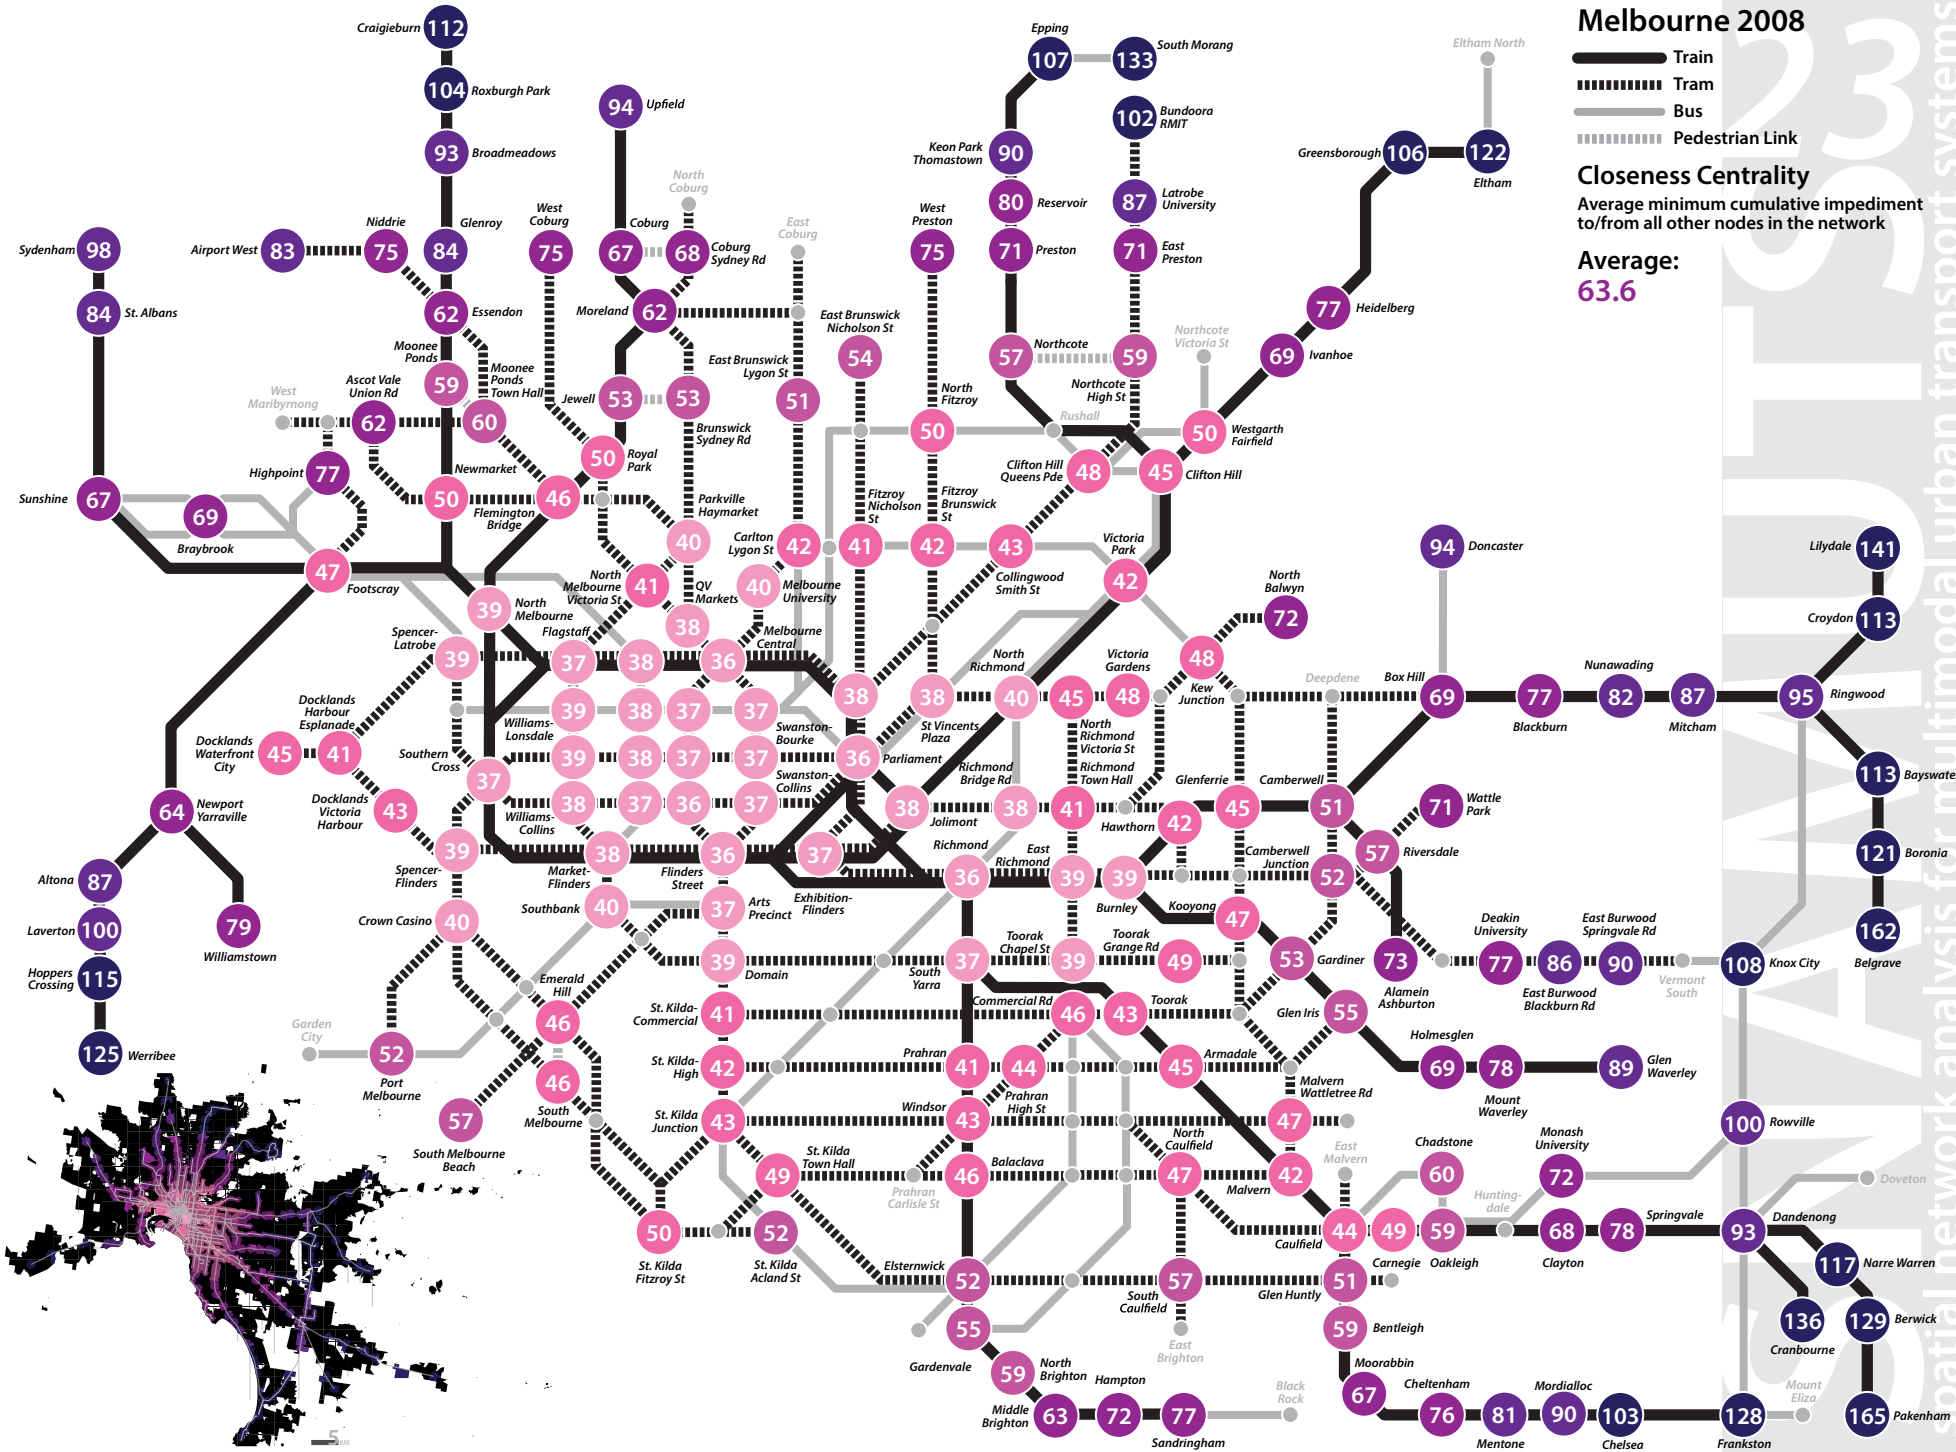 Melbourne 2008
Train
Tram
Bus
Pedestrian Link
Closeness Centrality
Average minimum cumulative impediment
to/from all other nodes in the network
Average:
63.6
23
SNAMUTS
spatial network analysis for multimodal urban transport systems
Craigieburn
112
104
Roxburgh Park
93
Broadmeadows
94
Upfield
Epping
107
133
South Morang
102
Bundoora
RMIT
Eltham North
Greensborough
106
122
Eltham
Keon Park
Thomastown
90
80
Reservoir
87
Latrobe
University
71
Preston
71
East
Preston
Sydenham
98
84
St. Albans
Airport West
83
Niddrie
75
Glenroy
84
West
Coburg
75
Coburg
67
North
Coburg
68
Coburg
Sydney Rd
East
Coburg
West
Preston
75
62
Essendon
Moreland
62
East Brunswick
Nicholson St
54
57
Northcote
59
Northcote
High St
Northcote
Victoria St
77
Heidelberg
69
Ivanhoe
Moonee
Ponds
59
Moonee
Ponds
Town Hall
60
West
Maribyrnong
Ascot Vale
Union Rd
62
Jewell
53
53
Brunswick
Sydney Rd
East Brunswick
Lygon St
51
North
Fitzroy
50
Rushall
50
Westgarth
Fairfield
Highpoint
77
Newmarket
50
Flemington
Bridge
46
50
Royal
Park
Clifton Hill
Queens Pde
48
45
Clifton Hill
Sunshine
67
69
Braybrook
47
Footscray
Parkville
Haymarket
40
Carlton
Lygon St
42
Fitzroy
Nicholson
St
41
Fitzroy
Brunswick
St
42
43
Collingwood
Smith St
Victoria
Park
42
94
Doncaster
Lilydale
141
Croydon
113
39
North
Melbourne
North
Melbourne
Victoria St
41
QV
Markets
38
40
Melbourne
University
North
Balwyn
72
Spencer-
Latrobe
39
Flagstaff
37
38
36
Melbourne
Central
38
38
St Vincents
Plaza
North
Richmond
40
45
North
Richmond
Victoria St
Victoria
Gardens
48
48
Kew
Junction
Deepdene
Box Hill
69
77
Blackburn
Nunawading
82
87
Mitcham
95
Ringwood
Docklands
Harbour
Esplanade
41
Docklands
Waterfront
City
45
Docklands
Victoria
Harbour
43
Southern
Cross
37
Williams-
Lonsdale
39
38
37
37
Swanston-
Bourke
39
38
37
37
Swanston-
Collins
36
Parliament
Williams-
Collins
38
37
36
37
38
Jolimont
Richmond
Bridge Rd
38
Richmond
Town Hall
41
Hawthorn
42
Glenferrie
45
Camberwell
51
71
Wattle
Park
57
Riversdale
113
Bayswate
121
Boronia
162
Belgrave
64
Newport
Yarraville
Altona
87
Laverton
100
Hoppers
Crossing
115
125
Werribee
79
Williamstown
39
Spencer-
Flinders
38
Market-
Flinders
36
Flinders
Street
37
Exhibition-
Flinders
Richmond
36
East
Richmond
39
39
Burnley
Camberwell
Junction
52
Crown Casino
40
Southbank
40
37
Arts
Precinct
39
Domain
37
South
Yarra
Toorak
Chapel St
39
Toorak
Grange Rd
49
Kooyong
47
53
Gardiner
73
Alamein
Ashburton
Deakin
University
77
86
East Burwood
Blackburn Rd
East Burwood
Springvale Rd
90
Vermont
South
108
Knox City
Garden
City
52
Port
Melbourne
Emerald
Hill
46
46
South
Melbourne
57
South Melbourne
Beach
St. Kilda-
Commercial
41
Commercial Rd
46
43
Toorak
Glen Iris
55
St. Kilda-
High
42
Prahran
41
44
Prahran
High St
45
Armadale
Holmesglen
69
78
Mount
Waverley
89
Glen
Waverley
St. Kilda
Junction
43
Windsor
43
Malvern
Wattletree Rd
47
100
Rowville
49
St. Kilda
Town Hall
Prahran
Carlisle St
46
Balaclava
North
Caulfield
47
Malvern
42
East
Malvern
Chadstone
60
Monash
University
72
Doveton
50
St. Kilda
Fitzroy St
52
St. Kilda
Acland St
Caulfield
44
49
Carnegie
59
Oakleigh
Hunting-
dale
68
Clayton
78
Springvale
93
Dandenong
117
Narre Warren
136
Cranbourne
129
Berwick
165
Pakenham
Elsternwick
52
57
South
Caulfield
51
Glen Huntly
55
Gardenvale
East
Brighton
59
Bentleigh
59
North
Brighton
Middle
Brighton
63
Hampton
72
77
Sandringham
Black
Rock
Moorabbin
67
Cheltenham
76
81
Mentone
Mordialloc
90
103
Chelsea
128
Frankston
Mount
Eliza
5
KM